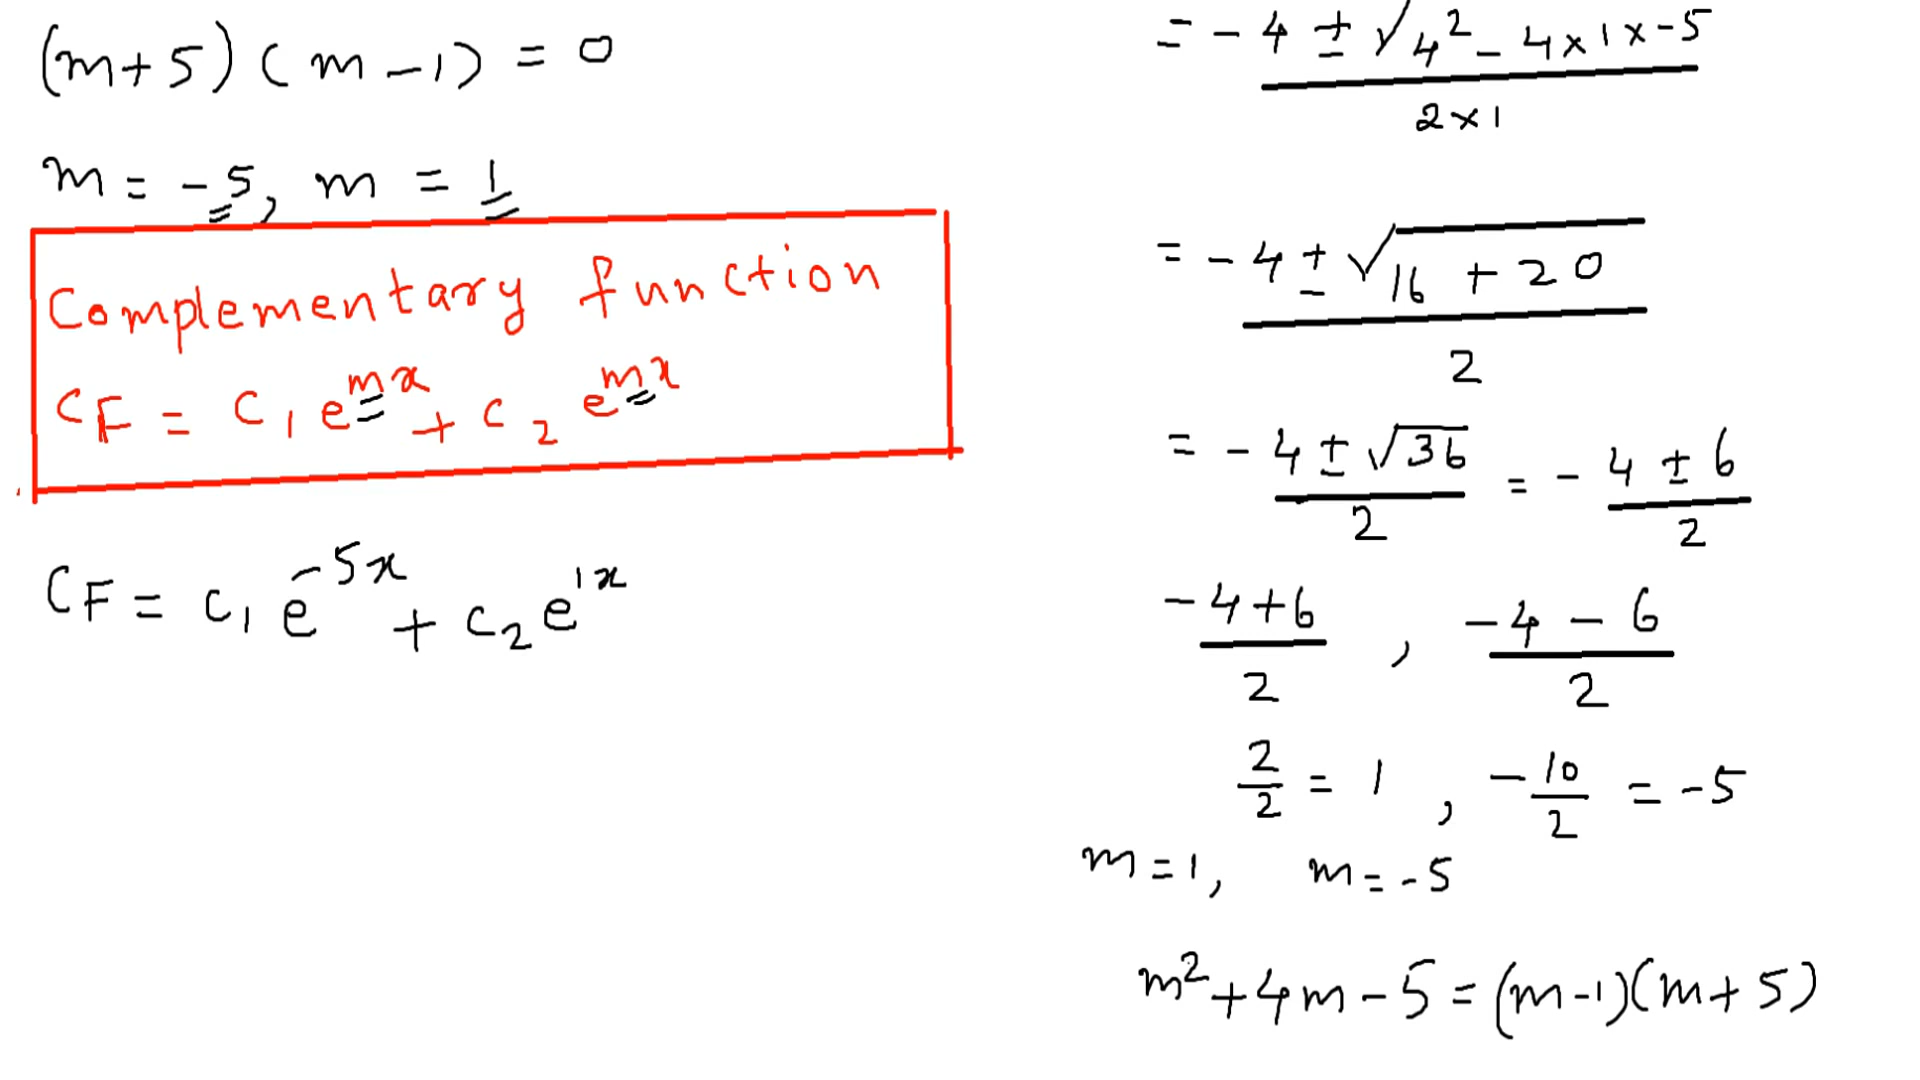 (m+5)(m-1) = 0
m = -5, m = 1
Complementary function
CF = C₁e^mx + C₂ e^mx
CF = C₁ e^-5x + C₂ e^1x
= -4 ± √4² - 4×1×-5
2×1
= -4 ± √16 + 20
2
= -4 ± √36 = -4 ± 6
2 2
-4+6 , -4 - 6
2 2
2/2 = 1 , -10/2 = -5
m = 1, m = -5
m² + 4m - 5 = (m-1)(m+5)